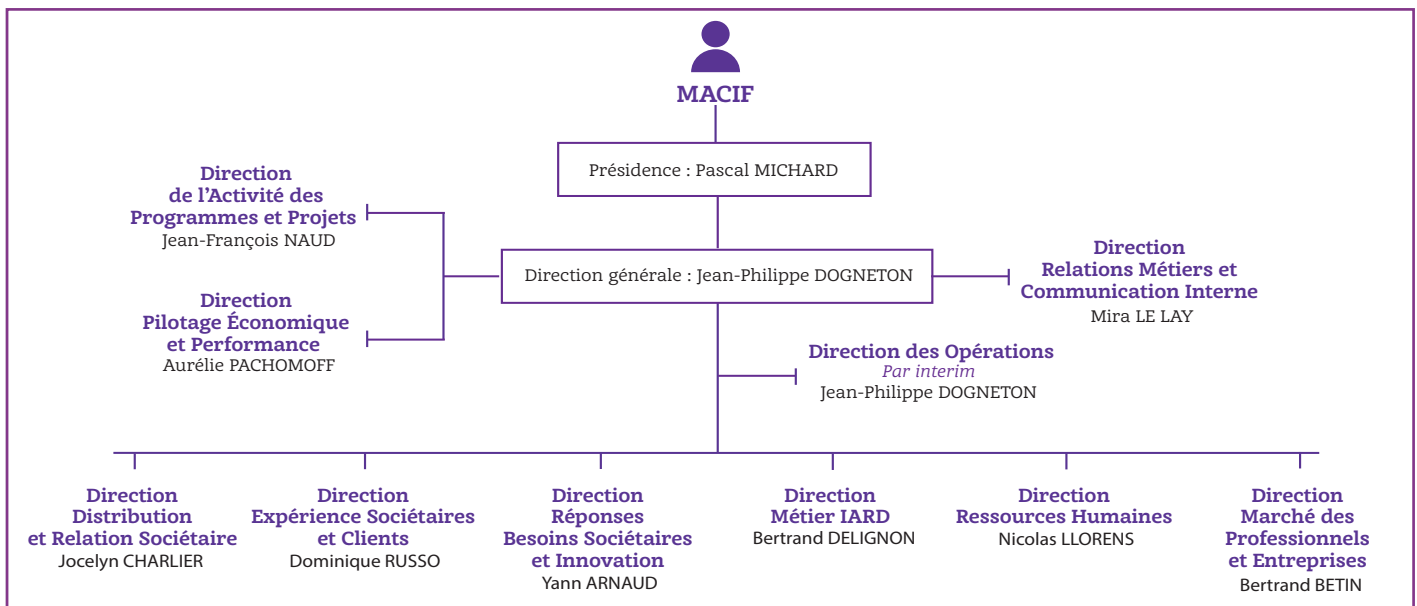 MACIF
Présidence : Pascal MICHARD
Direction
de l'Activité des
Programmes et Projets
Jean-François NAUD
Direction générale : Jean-Philippe DOGNETON
Direction
Relations Métiers et
Communication Interne
Mira LE LAY
Direction
Pilotage Économique
et Performance
Aurélie PACHOMOFF
Direction des Opérations
Par interim
Jean-Philippe DOGNETON
Direction
Distribution
et Relation Sociétaire
Jocelyn CHARLIER
Direction
Expérience Sociétaires
et Clients
Dominique RUSSO
Direction
Réponses
Besoins Sociétaires
et Innovation
Yann ARNAUD
Direction
Métier IARD
Bertrand DELIGNON
Direction
Ressources Humaines
Nicolas LLORENS
Direction
Marché des
Professionnels
et Entreprises
Bertrand BETIN